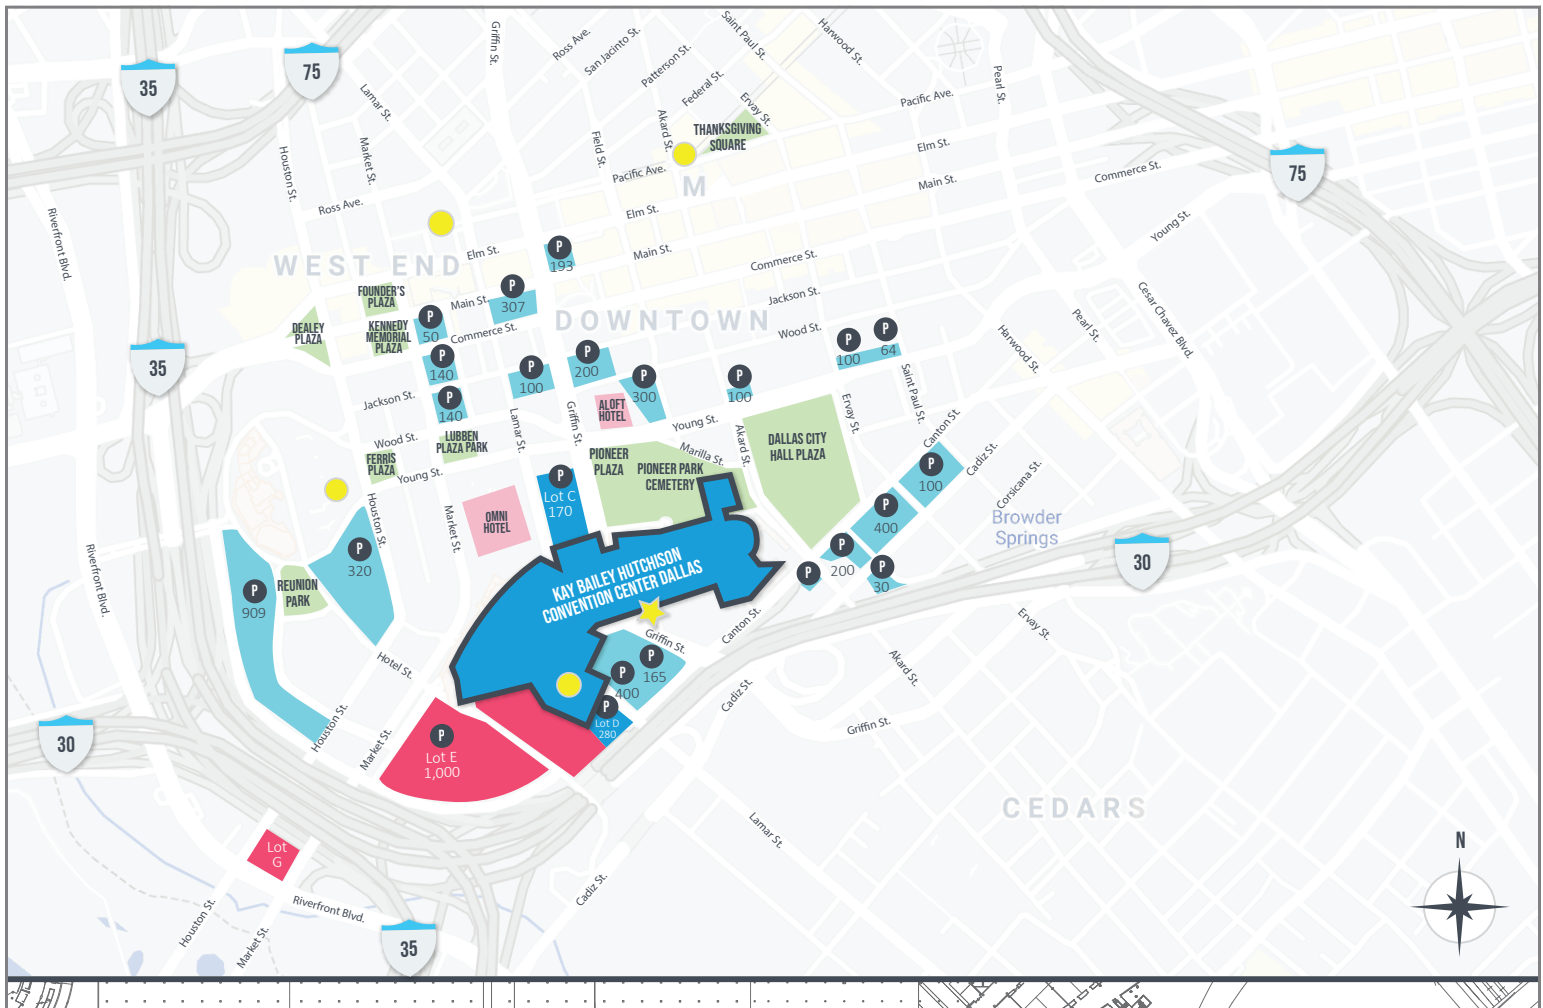 35
75
75
35
30
30
35
Griffin St.
Ross Ave.
San Jacinto St.
Patterson St.
Federal St.
Saint Paul St.
Harwood St.
Ervay St.
Akard St.
Pearl St.
Pacific Ave.
Lamar St.
Market St.
Houston St.
Field St.
THANKSGIVING
SQUARE
M
Pacific Ave.
Elm St.
Main St.
Commerce St.
Young St.
Ross Ave.
Riverfront Blvd.
Elm St.
Elm St.
Main St.
Commerce St.
Jackson St.
Wood St.
WEST END
DOWNTOWN
P
193
P
307
Main St.
Commerce St.
P
50
FOUNDER'S
PLAZA
KENNEDY
MEMORIAL
PLAZA
DEALEY
PLAZA
P
140
P
140
P
100
P
200
P
300
P
100
P
100
P
64
Cesar Chavez Blvd.
Pearl St.
Harwood St.
Saint Paul St.
Ervay St.
Jackson St.
Wood St.
Young St.
Lamar St.
Griffin St.
ALOFT
HOTEL
Young St.
Marilla St.
Akard St.
LUBBEN
PLAZA PARK
FERRIS
PLAZA
PIONEER
PLAZA
PIONEER PARK
CEMETERY
DALLAS CITY
HALL PLAZA
Canton St.
Cadiz St.
Corsicana St.
P
100
P
400
P
200
P
30
P
Browder
Springs
P
Lot C
170
OMNI
HOTEL
Houston St.
Market St.
P
320
P
909
REUNION
PARK
Riverfront Blvd.
KAY BAILEY HUTCHISON
CONVENTION CENTER DALLAS
Griffin St.
Canton St.
P
165
P
400
P
Lot D
280
Hotel St.
Houston St.
Market St.
P
Lot E
1,000
Cadiz St.
Akard St.
Ervay St.
Griffin St.
CEDARS
Lamar St.
Cadiz St.
Lot
G
Riverfront Blvd.
Houston St.
Market St.
N